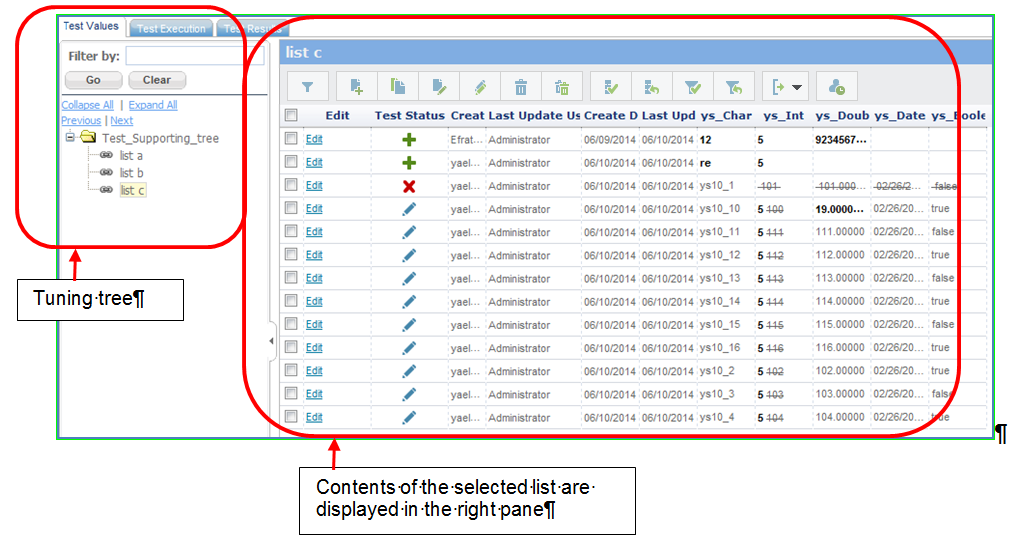 Test Values Test Execution Test Results
Filter by:
Go Clear
Collapse All | Expand All
Previous | Next
Test_Supporting_tree
list a
list b
list c
list c
Edit Test Status Creat Last Update Us Create D Last Upd ys_Char ys_Int ys_Doub ys_Date ys_Boole
Edit Efrat... Administrator 06/09/2014 06/10/2014 12 5 9234567...
Edit yael... Administrator 06/10/2014 06/10/2014 re 5
Edit yael... Administrator 06/10/2014 06/10/2014 ys10_1 101 101.000... 02/26/2... false
Edit yael... Administrator 06/10/2014 06/10/2014 ys10_10 5 100 19.0000... 02/26/20... true
Edit yael... Administrator 06/10/2014 06/10/2014 ys10_11 5 111 111.00000 02/26/20... false
Edit yael... Administrator 06/10/2014 06/10/2014 ys10_12 5 112 112.00000 02/26/20... true
Edit yael... Administrator 06/10/2014 06/10/2014 ys10_13 5 113 113.00000 02/26/20... false
Edit yael... Administrator 06/10/2014 06/10/2014 ys10_14 5 114 114.00000 02/26/20... true
Edit yael... Administrator 06/10/2014 06/10/2014 ys10_15 5 115 115.00000 02/26/20... false
Edit yael... Administrator 06/10/2014 06/10/2014 ys10_16 5 116 116.00000 02/26/20... true
Edit yael... Administrator 06/10/2014 06/10/2014 ys10_2 5 102 102.00000 02/26/20... true
Edit yael... Administrator 06/10/2014 06/10/2014 ys10_3 5 103 103.00000 02/26/20... false
Edit yael... Administrator 06/10/2014 06/10/2014 ys10_4 5 104 104.00000 02/26/20... true
¶
Tuning·tree¶
Contents·of·the·selected·list·are·
displayed·in·the·right·pane¶